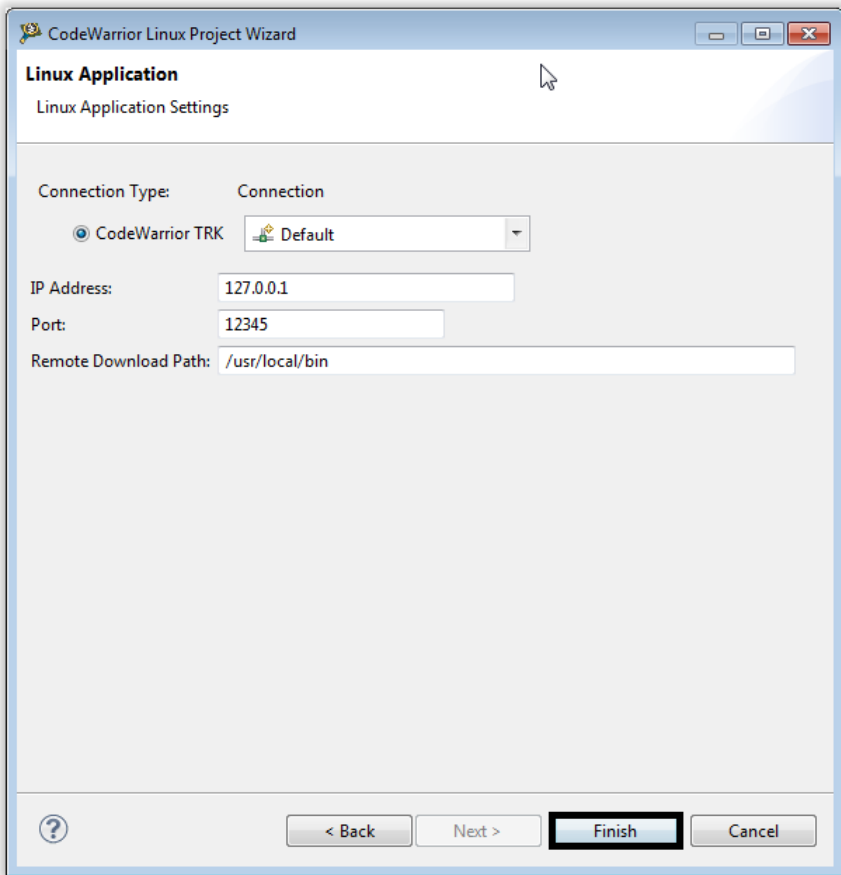 CodeWarrior Linux Project Wizard
Linux Application
Linux Application Settings
Connection Type: Connection
CodeWarrior TRK Default
IP Address: 127.0.0.1
Port: 12345
Remote Download Path: /usr/local/bin
? < Back Next > Finish Cancel